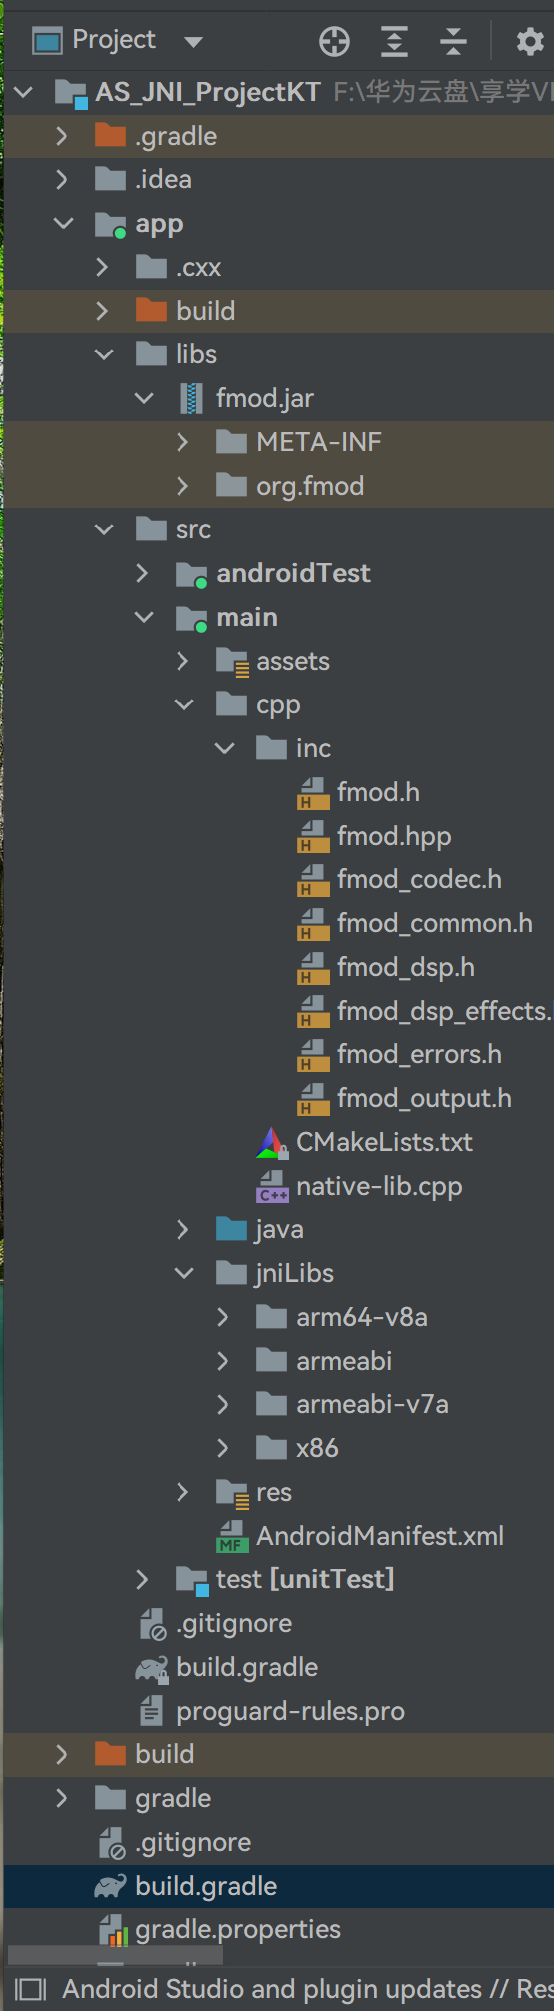 Project
AS_JNI_ProjectKT F:\华为云盘\享学VI
.gradle
.idea
app
.cxx
build
libs
fmod.jar
META-INF
org.fmod
src
androidTest
main
assets
cpp
inc
fmod.h
fmod.hpp
fmod_codec.h
fmod_common.h
fmod_dsp.h
fmod_dsp_effects.
fmod_errors.h
fmod_output.h
CMakeLists.txt
native-lib.cpp
java
jniLibs
arm64-v8a
armeabi
armeabi-v7a
x86
res
AndroidManifest.xml
test [unitTest]
.gitignore
build.gradle
proguard-rules.pro
build
gradle
.gitignore
build.gradle
gradle.properties
Android Studio and plugin updates // Res